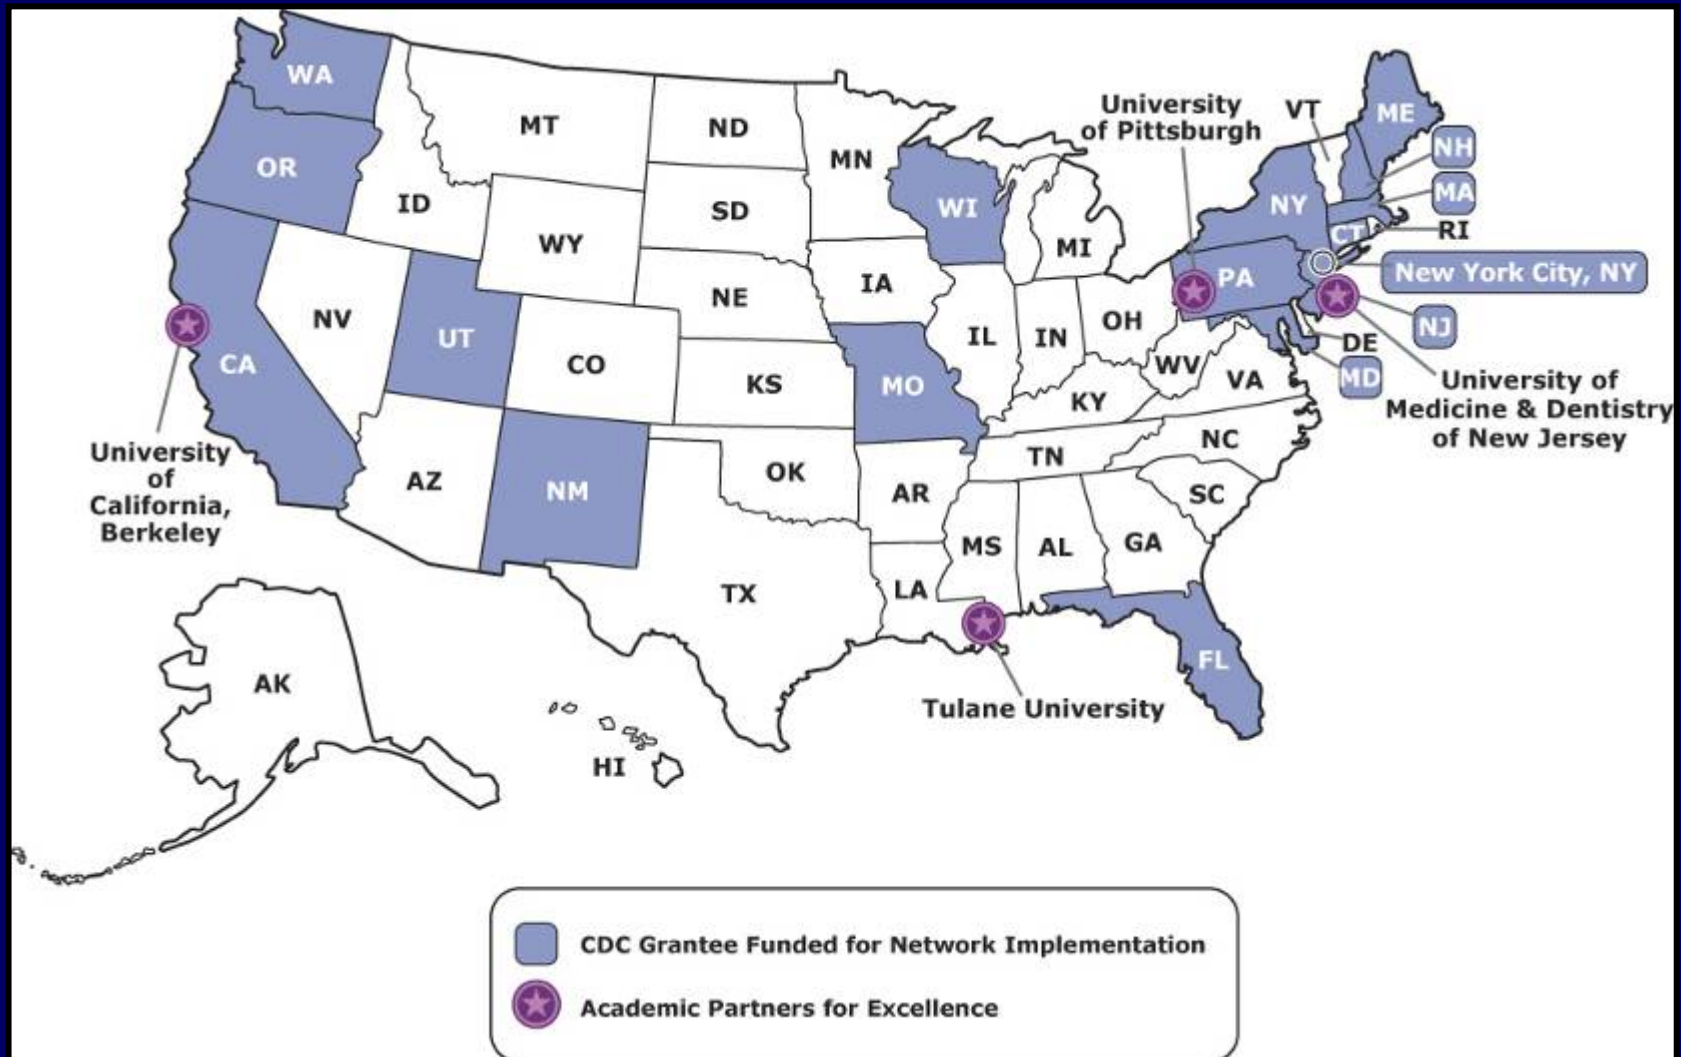 WA
OR
CA
ID
NV
UT
AZ
MT
WY
CO
NM
ND
SD
NE
KS
OK
TX
MN
IA
MO
AR
LA
WI
IL
MS
MI
IN
KY
TN
AL
OH
WV
VA
NC
SC
GA
FL
University
of Pittsburgh
VT
ME
NH
MA
NY
CT
RI
New York City, NY
PA
NJ
DE
MD
University of
Medicine & Dentistry
of New Jersey
University
of
California,
Berkeley
Tulane University
AK
HI
CDC Grantee Funded for Network Implementation
Academic Partners for Excellence